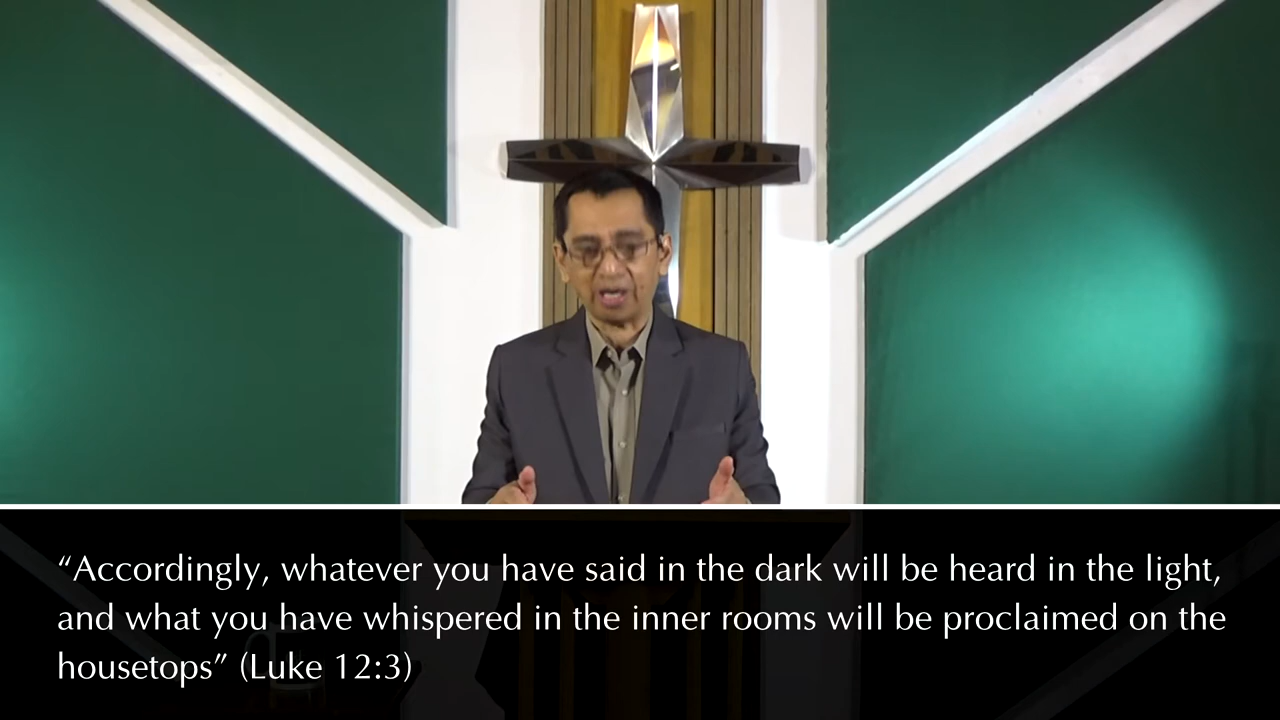 “Accordingly, whatever you have said in the dark will be heard in the light,
and what you have whispered in the inner rooms will be proclaimed on the
housetops” (Luke 12:3)